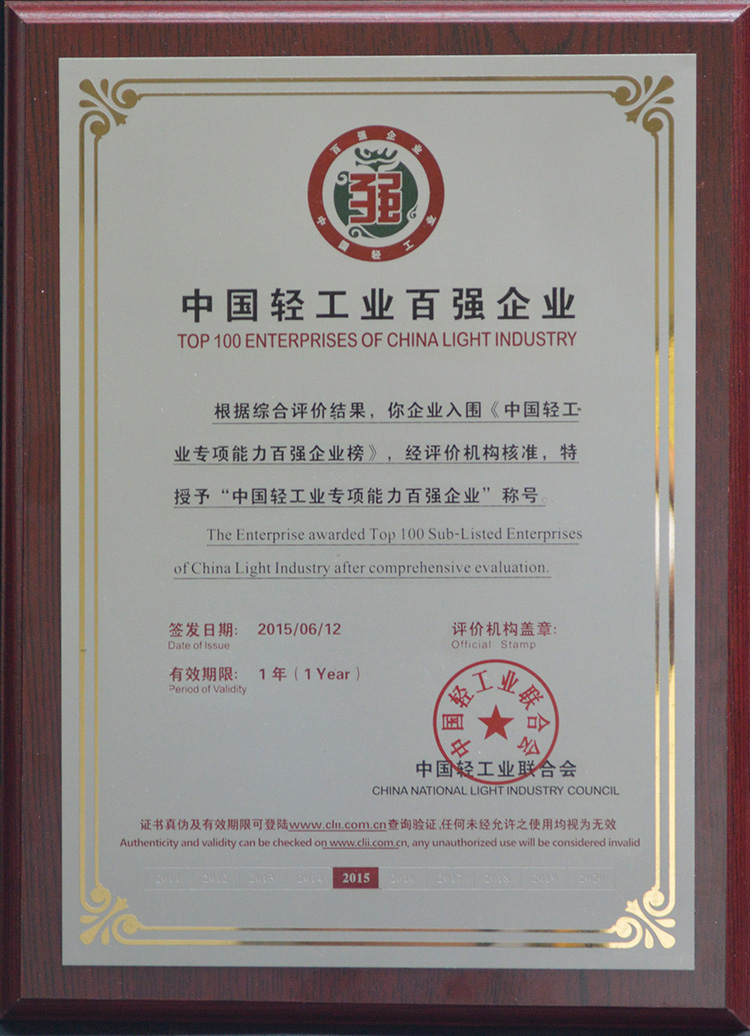 百强企业
强
中国轻工业
中国轻工业百强企业
TOP 100 ENTERPRISES OF CHINA LIGHT INDUSTRY
根据综合评价结果，你企业入围《中国轻工
业专项能力百强企业榜》，经评价机构核准，特
授予“中国轻工业专项能力百强企业”称号。
The Enterprise awarded Top 100 Sub-Listed Enterprises
of China Light Industry after comprehensive evaluation.
签发日期： 2015/06/12
Date of Issue
评价机构盖章：
Official Stamp
有效期限： 1 年（1 Year）
Period of Validity
中国轻工业联合会
中国轻工业联合会
CHINA NATIONAL LIGHT INDUSTRY COUNCIL
证书真伪及有效期限可登陆www.clii.com.cn查询验证,任何未经允许之使用均视为无效
Authenticity and validity can be checked on www.clii.com.cn, any unauthorized use will be considered invalid
2011 2012 2013 2014 2015 2016 2017 2018 2019 2020